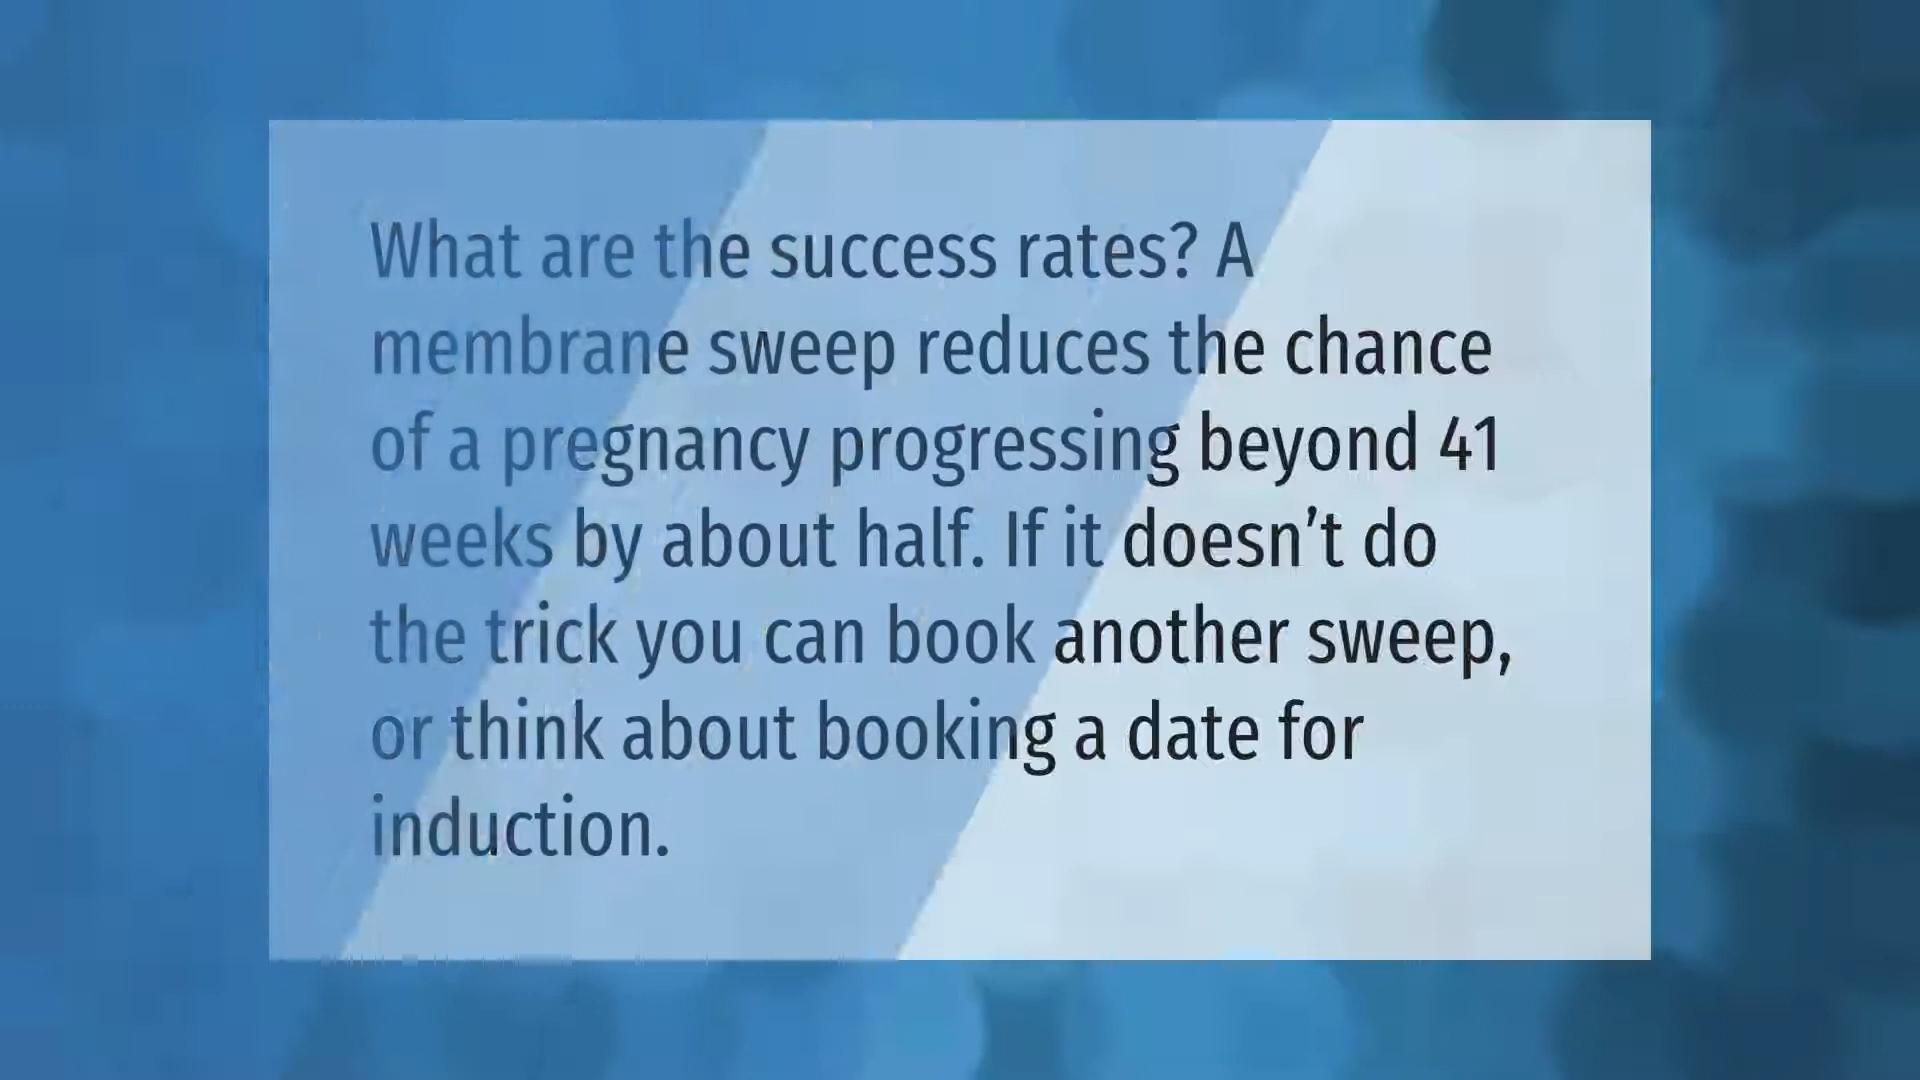 What are the success rates? A
membrane sweep reduces the chance
of a pregnancy progressing beyond 41
weeks by about half. If it doesn’t do
the trick you can book another sweep,
or think about booking a date for
induction.